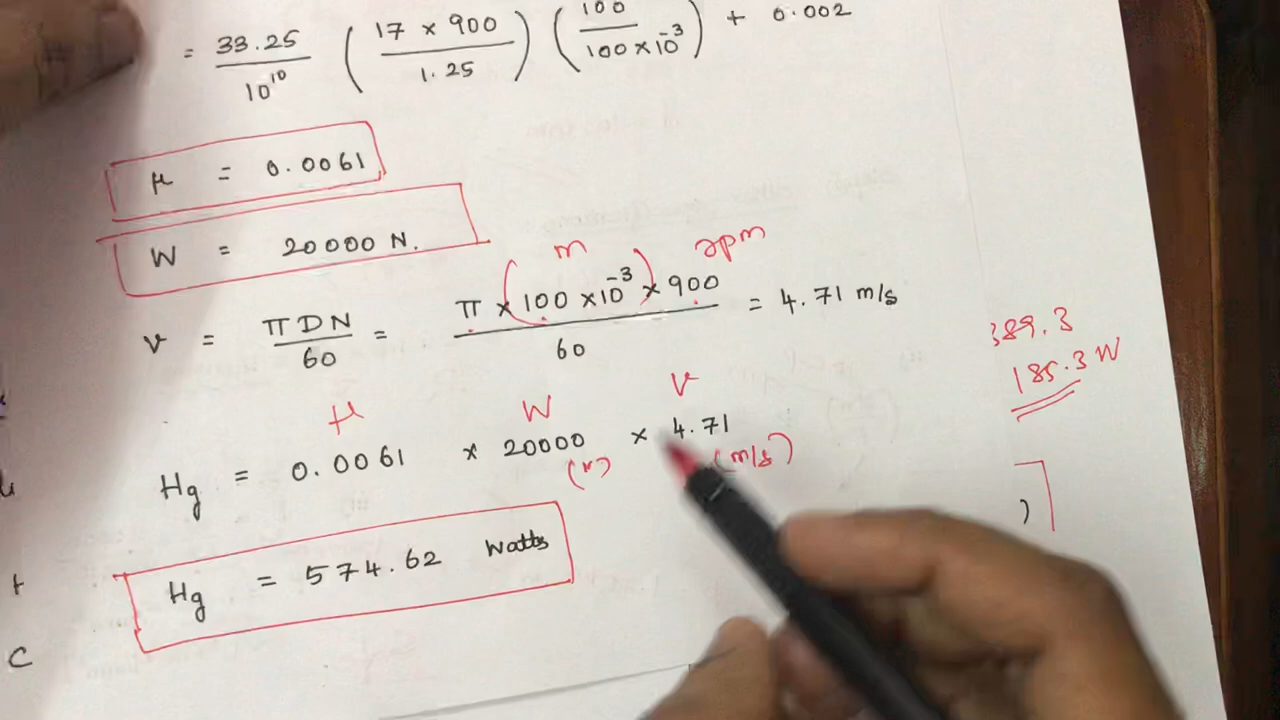 = 33.25 / 10¹⁰ ( 17 × 900 / 1.25 ) ( 100 / 100 × 10⁻³ ) + 0.002
μ = 0.0061
W = 20000 N.
m rpm
v = πDN / 60 = π × (100 × 10⁻³) × 900 / 60 = 4.71 m/s
389.3
185.3 W
μ W v
Hg = 0.0061 × 20000 × 4.71
(N) (m/s)
)
Hg = 574.62 Watts
t
C